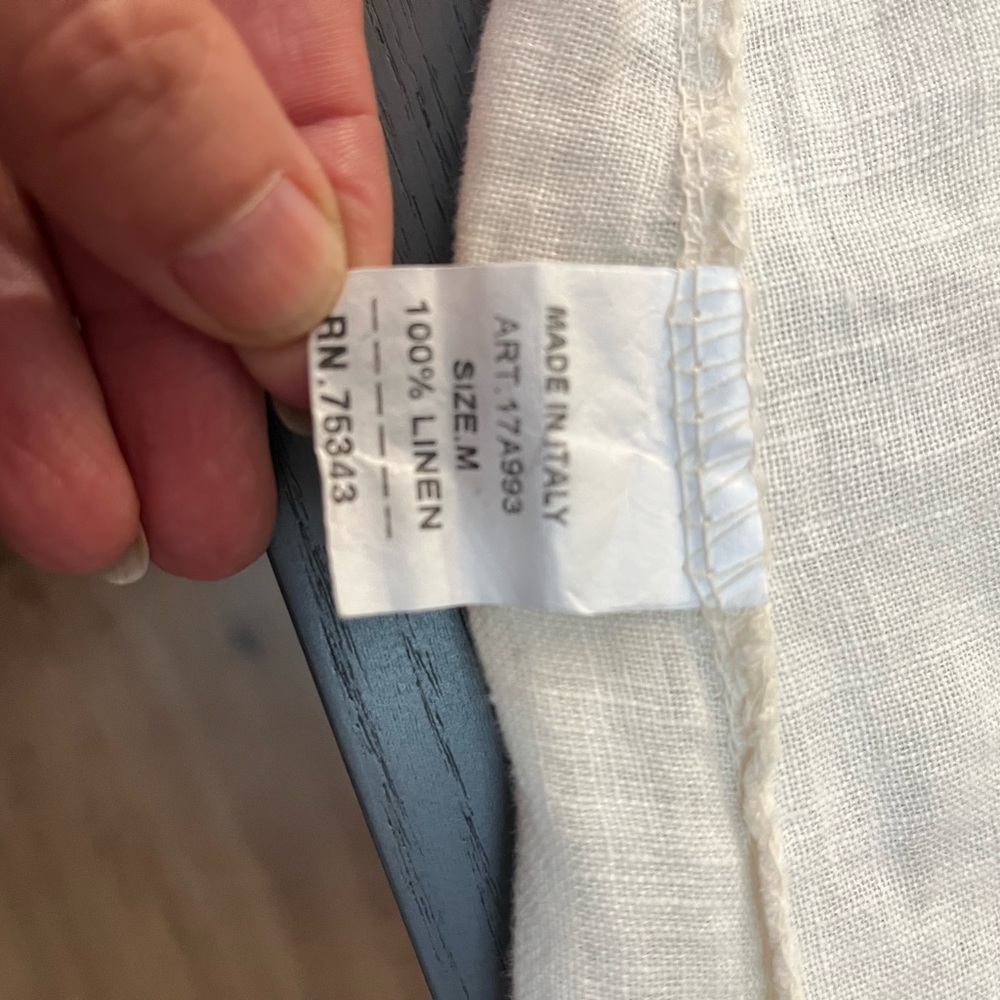 MADE IN ITALY
ART.17A993
SIZE.M
100% LINEN
— — — — — — —
RN.75343